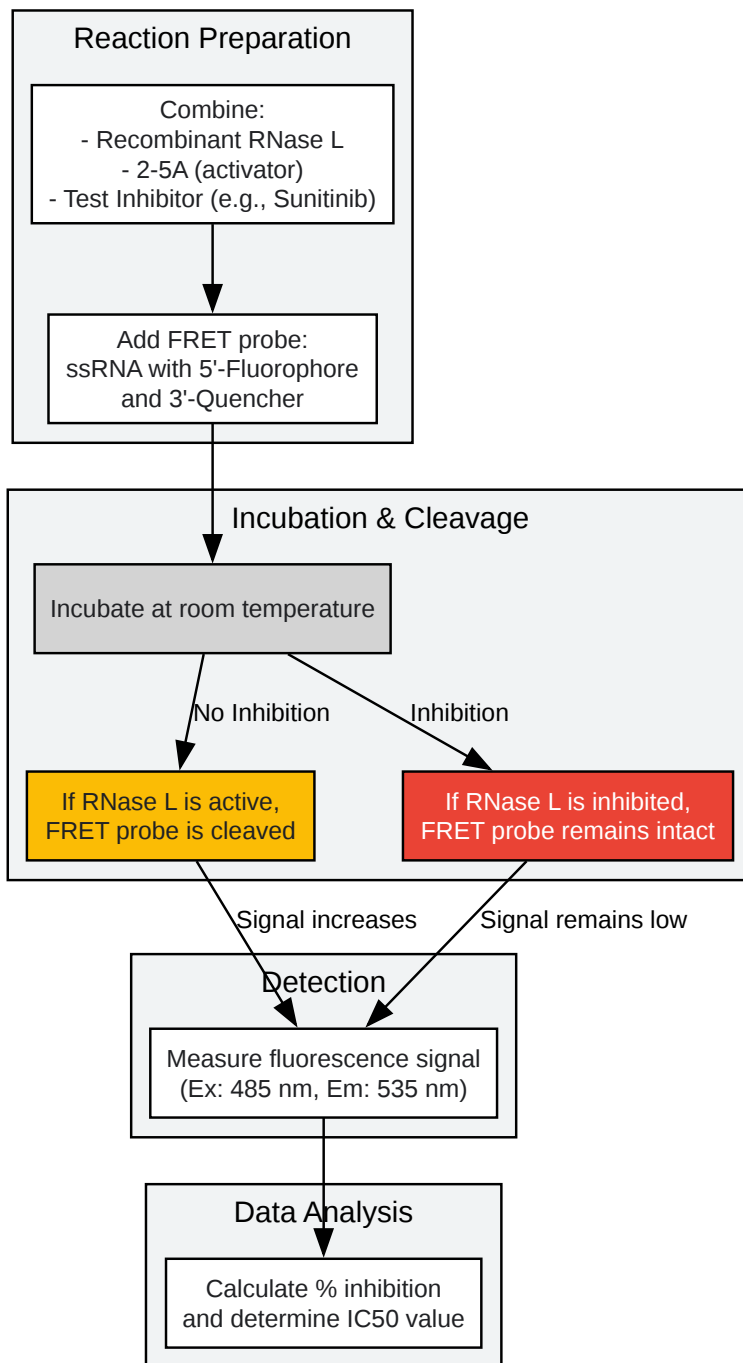 Reaction Preparation
Combine:
- Recombinant RNase L
- 2-5A (activator)
- Test Inhibitor (e.g., Sunitinib)
Add FRET probe:
ssRNA with 5'-Fluorophore
and 3'-Quencher
Incubation & Cleavage
Incubate at room temperature
No Inhibition
Inhibition
If RNase L is active,
FRET probe is cleaved
If RNase L is inhibited,
FRET probe remains intact
Signal increases
Signal remains low
Detection
Measure fluorescence signal
(Ex: 485 nm, Em: 535 nm)
Data Analysis
Calculate % inhibition
and determine IC50 value